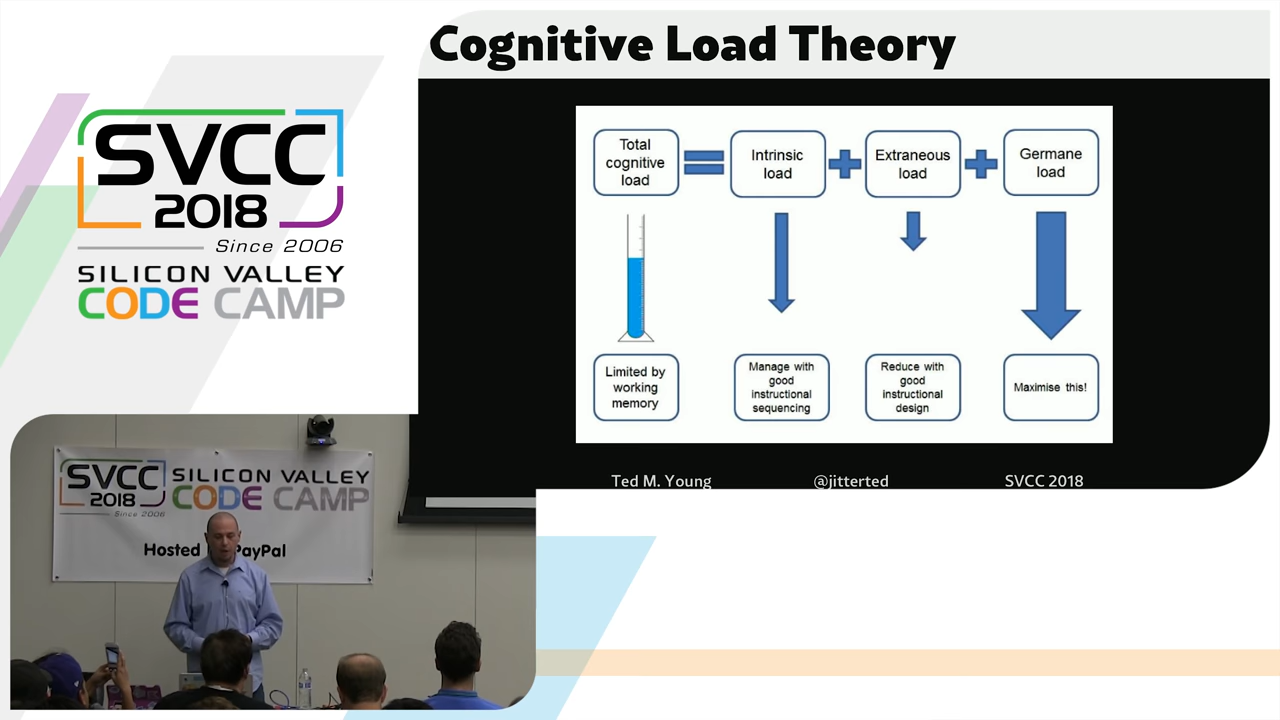 Cognitive Load Theory
SVCC
2018
Since 2006
SILICON VALLEY
CODE CAMP
Total
cognitive
load
Intrinsic
load
Extraneous
load
Germane
load
Limited by
working
memory
Manage with
good
instructional
sequencing
Reduce with
good
instructional
design
Maximise this!
Ted M. Young
@jitterted
SVCC 2018
SVCC
2018
Since 2006
SILICON VALLEY
CODE CAMP
Hosted PayPal